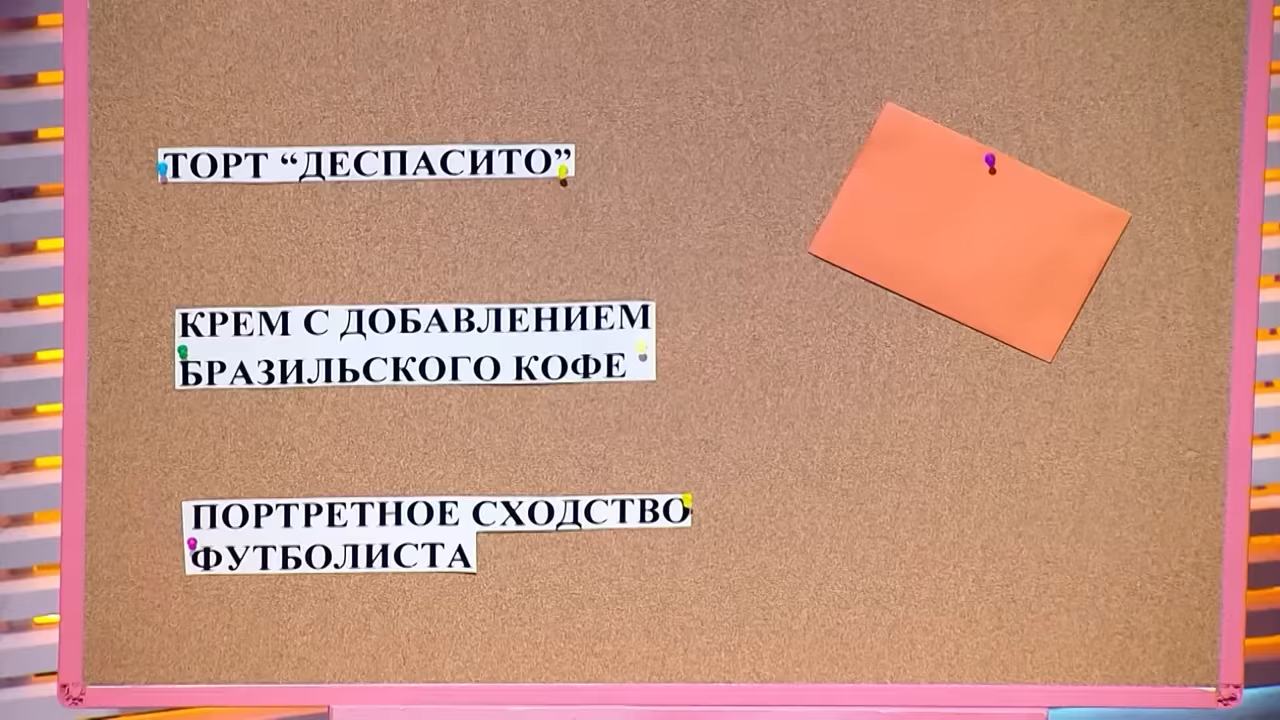 ТОРТ “ДЕСПАСИТО”
КРЕМ С ДОБАВЛЕНИЕМ
БРАЗИЛЬСКОГО КОФЕ
ПОРТРЕТНОЕ СХОДСТВО
ФУТБОЛИСТА